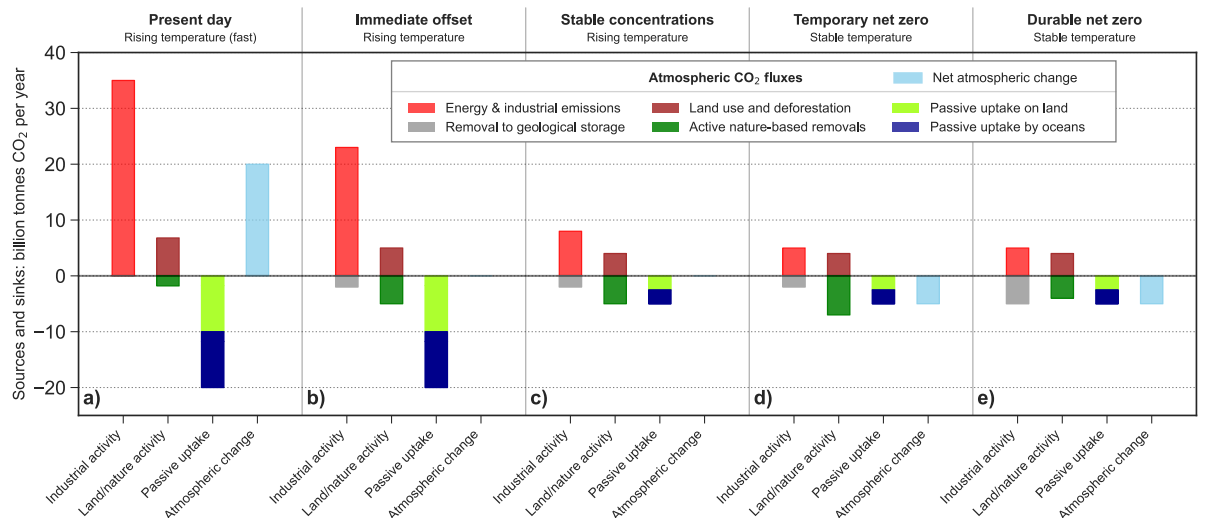 Present day
Rising temperature (fast)
Immediate offset
Rising temperature
Stable concentrations
Rising temperature
Temporary net zero
Stable temperature
Durable net zero
Stable temperature
Sources and sinks: billion tonnes CO₂ per year
40
30
20
10
0
−10
−20
Atmospheric CO₂ fluxes
Net atmospheric change
Energy & industrial emissions
Land use and deforestation
Passive uptake on land
Removal to geological storage
Active nature-based removals
Passive uptake by oceans
a)
b)
c)
d)
e)
Industrial activity
Land/nature activity
Passive uptake
Atmospheric change
Industrial activity
Land/nature activity
Passive uptake
Atmospheric change
Industrial activity
Land/nature activity
Passive uptake
Atmospheric change
Industrial activity
Land/nature activity
Passive uptake
Atmospheric change
Industrial activity
Land/nature activity
Passive uptake
Atmospheric change